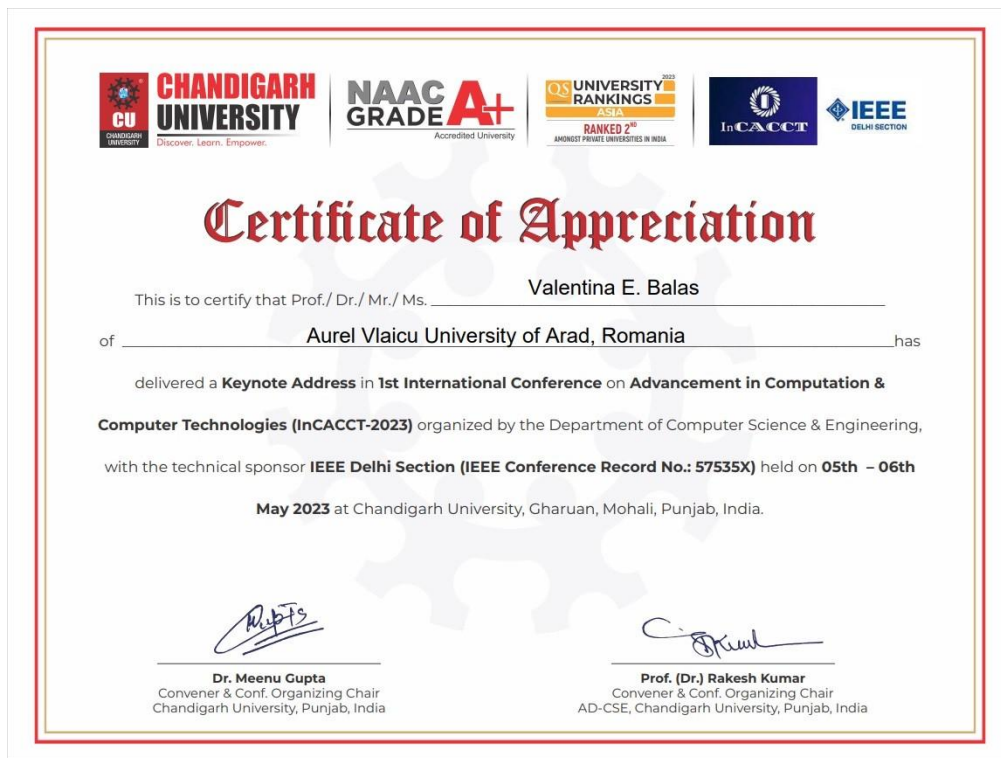 CU
CHANDIGARH
UNIVERSITY
CHANDIGARH
UNIVERSITY
Discover. Learn. Empower.
NAAC
GRADE A+
Accredited University
QS UNIVERSITY 2023
RANKINGS
ASIA
RANKED 2ND
AMONGST PRIVATE UNIVERSITIES IN INDIA
InCACCT
IEEE
DELHI SECTION
Certificate of Appreciation
This is to certify that Prof./ Dr./ Mr./ Ms. Valentina E. Balas
of Aurel Vlaicu University of Arad, Romania has
delivered a Keynote Address in 1st International Conference on Advancement in Computation &
Computer Technologies (InCACCT-2023) organized by the Department of Computer Science & Engineering,
with the technical sponsor IEEE Delhi Section (IEEE Conference Record No.: 57535X) held on 05th – 06th
May 2023 at Chandigarh University, Gharuan, Mohali, Punjab, India.
Dr. Meenu Gupta
Convener & Conf. Organizing Chair
Chandigarh University, Punjab, India
Prof. (Dr.) Rakesh Kumar
Convener & Conf. Organizing Chair
AD-CSE, Chandigarh University, Punjab, India